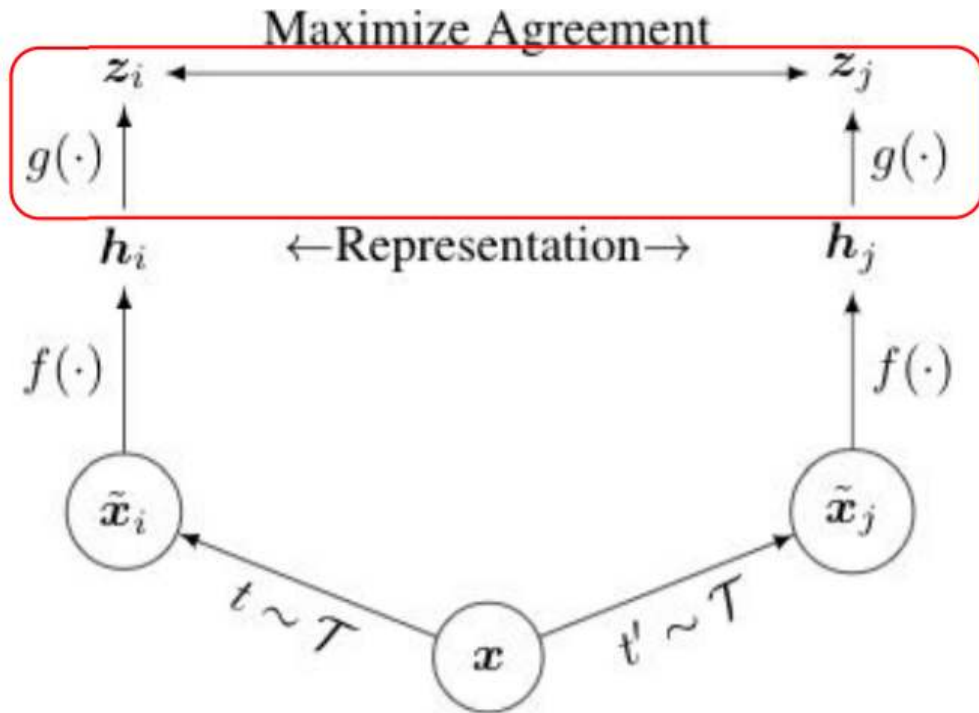 Maximize Agreement
z_i z_j
g(·) g(·)
h_i ←Representation→ h_j
f(·) f(·)
x̃_i x̃_j
t ~ 𝒯 t' ~ 𝒯
x